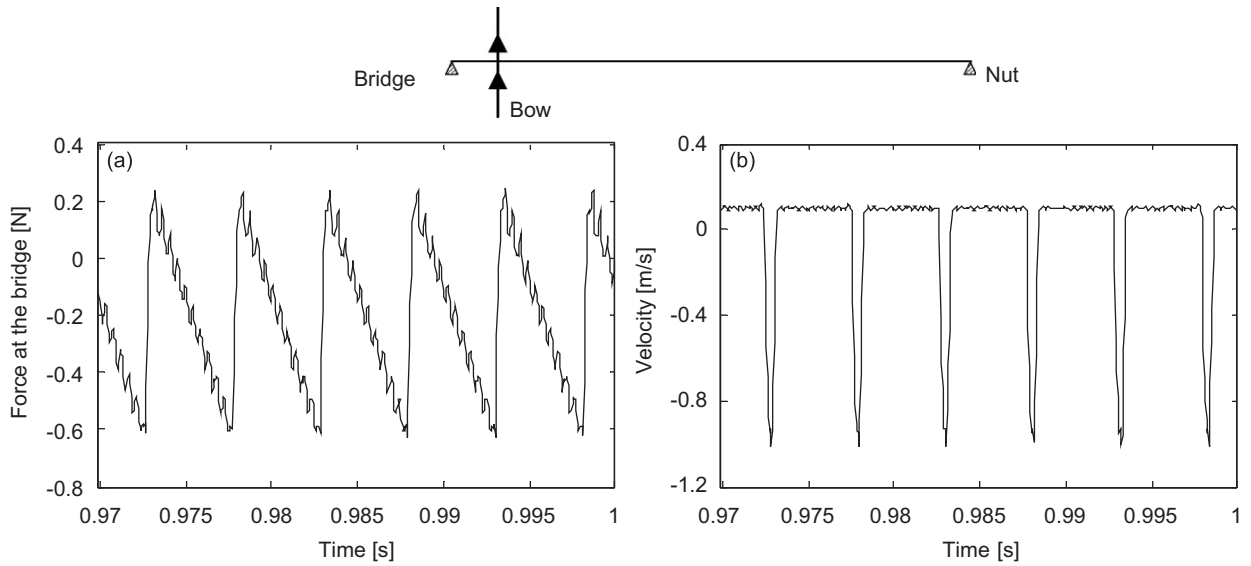 Bridge
Nut
Bow
(a)
0.4
0.2
0
-0.2
-0.4
-0.6
-0.8
Force at the bridge [N]
0.97
0.975
0.98
0.985
0.99
0.995
1
Time [s]
(b)
0.4
0
-0.4
-0.8
-1.2
Velocity [m/s]
0.97
0.975
0.98
0.985
0.99
0.995
1
Time [s]